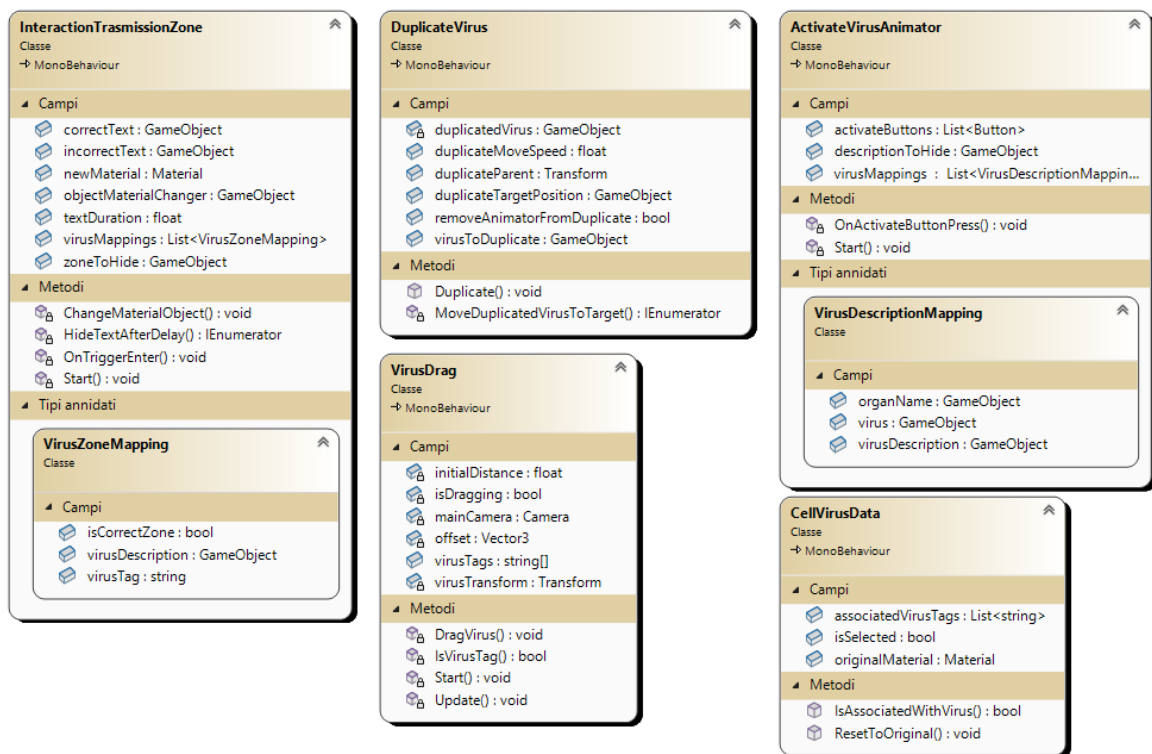 InteractionTrasmissionZone
Classe
MonoBehaviour
Campi
correctText : GameObject
incorrectText : GameObject
newMaterial : Material
objectMaterialChanger : GameObject
textDuration : float
virusMappings : List<VirusZoneMapping>
zoneToHide : GameObject
Metodi
ChangeMaterialObject() : void
HideTextAfterDelay() : IEnumerator
OnTriggerEnter() : void
Start() : void
Tipi annidati
VirusZoneMapping
Classe
Campi
isCorrectZone : bool
virusDescription : GameObject
virusTag : string
DuplicateVirus
Classe
MonoBehaviour
Campi
duplicatedVirus : GameObject
duplicateMoveSpeed : float
duplicateParent : Transform
duplicateTargetPosition : GameObject
removeAnimatorFromDuplicate : bool
virusToDuplicate : GameObject
Metodi
Duplicate() : void
MoveDuplicatedVirusToTarget() : IEnumerator
VirusDrag
Classe
MonoBehaviour
Campi
initialDistance : float
isDragging : bool
mainCamera : Camera
offset : Vector3
virusTags : string[]
virusTransform : Transform
Metodi
DragVirus() : void
IsVirusTag() : bool
Start() : void
Update() : void
ActivateVirusAnimator
Classe
MonoBehaviour
Campi
activateButtons : List<Button>
descriptionToHide : GameObject
virusMappings : List<VirusDescriptionMappin...
Metodi
OnActivateButtonPress() : void
Start() : void
Tipi annidati
VirusDescriptionMapping
Classe
Campi
organName : GameObject
virus : GameObject
virusDescription : GameObject
CellVirusData
Classe
MonoBehaviour
Campi
associatedVirusTags : List<string>
isSelected : bool
originalMaterial : Material
Metodi
IsAssociatedWithVirus() : bool
ResetToOriginal() : void